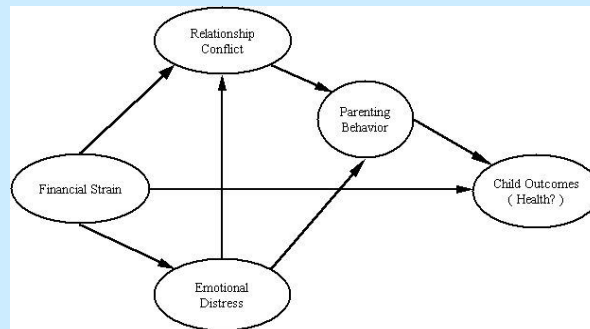 Relationship
Conflict
Parenting
Behavior
Financial Strain
Child Outcomes
( Health? )
Emotional
Distress